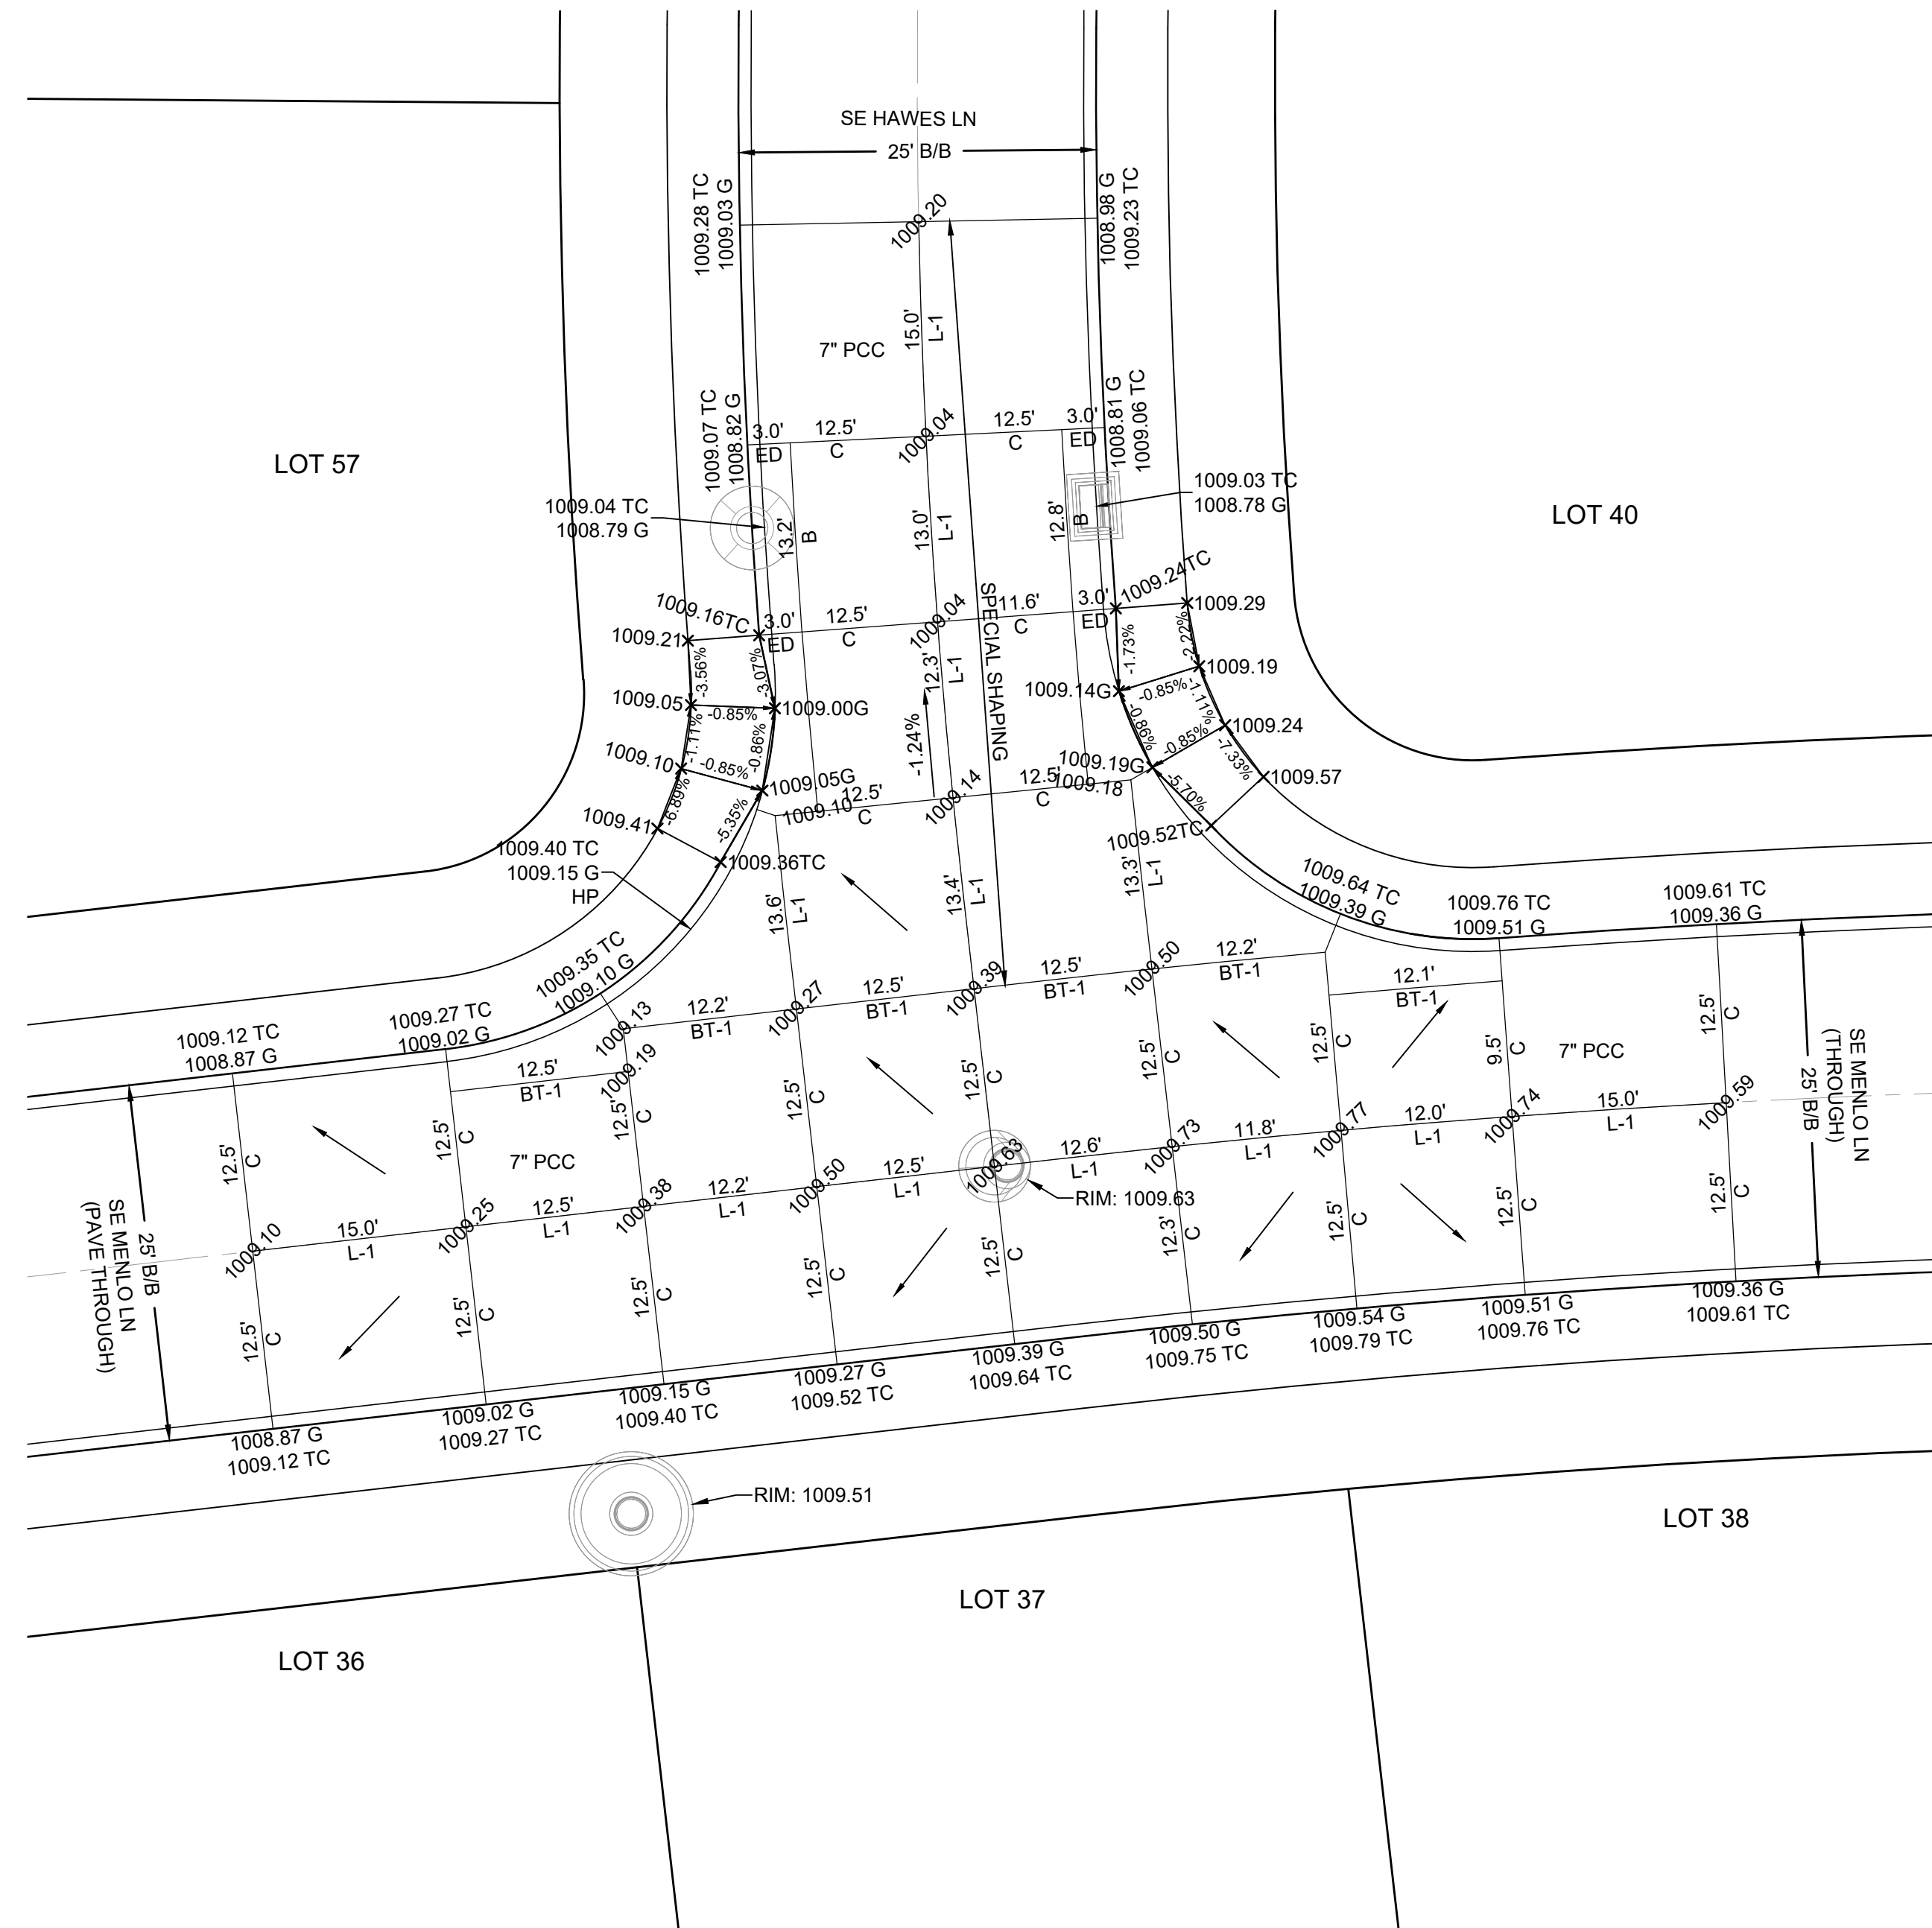 SE HAWES LN
25' B/B
1009.28 TC
1009.03 G
1008.98 G
1009.23 TC
1009.20
15.0'
L-1
7" PCC
1009.07 TC
1008.82 G
3.0'
ED
12.5'
C
1009.04
12.5'
C
3.0'
ED
1008.81 G
1009.06 TC
LOT 57
LOT 40
1009.04 TC
1008.79 G
13.2'
B
13.0'
L-1
12.8'
B
1009.03 TC
1008.78 G
1009.16TC
1009.21
3.0'
ED
12.5'
C
1009.04
SPECIAL SHAPING
11.6'
C
3.0'
ED
1009.24TC
1009.29
-3.56%
-3.07%
12.3'
L-1
-1.73%
-2.22%
1009.19
1009.05
-0.85%
1009.00G
1009.14G
-0.85%
-1.11%
-0.86%
-1.24%
-0.86%
-1.11%
1009.24
1009.10
-0.85%
1009.05G
1009.19G
-0.85%
-7.33%
1009.57
-6.89%
-5.35%
1009.10
12.5'
C
1009.14
12.5'
C
1009.18
-5.70%
1009.41
1009.36TC
1009.52TC
1009.40 TC
1009.15 G
HP
13.6'
L-1
13.4'
L-1
13.3'
L-1
1009.64 TC
1009.39 G
1009.76 TC
1009.51 G
1009.61 TC
1009.36 G
1009.35 TC
1009.10 G
1009.13
12.2'
BT-1
1009.27
12.5'
BT-1
1009.39
12.5'
BT-1
1009.50
12.2'
BT-1
12.1'
BT-1
1009.12 TC
1008.87 G
1009.27 TC
1009.02 G
12.5'
BT-1
1009.19
12.5'
C
12.5'
C
12.5'
C
12.5'
C
12.5'
C
12.5'
C
12.5'
C
9.5'
C
12.5'
C
7" PCC
7" PCC
SE MENLO LN
(THROUGH)
25' B/B
1009.10
15.0'
L-1
1009.25
12.5'
L-1
1009.38
12.2'
L-1
1009.50
12.5'
L-1
1009.63
12.6'
L-1
1009.73
11.8'
L-1
1009.77
12.0'
L-1
1009.74
15.0'
L-1
1009.59
RIM: 1009.63
25' B/B
SE MENLO LN
(PAVE THROUGH)
12.5'
C
12.5'
C
12.5'
C
12.5'
C
12.5'
C
12.3'
C
12.5'
C
12.5'
C
12.5'
C
1008.87 G
1009.12 TC
1009.02 G
1009.27 TC
1009.15 G
1009.40 TC
1009.27 G
1009.52 TC
1009.39 G
1009.64 TC
1009.50 G
1009.75 TC
1009.54 G
1009.79 TC
1009.51 G
1009.76 TC
1009.36 G
1009.61 TC
RIM: 1009.51
LOT 38
LOT 37
LOT 36